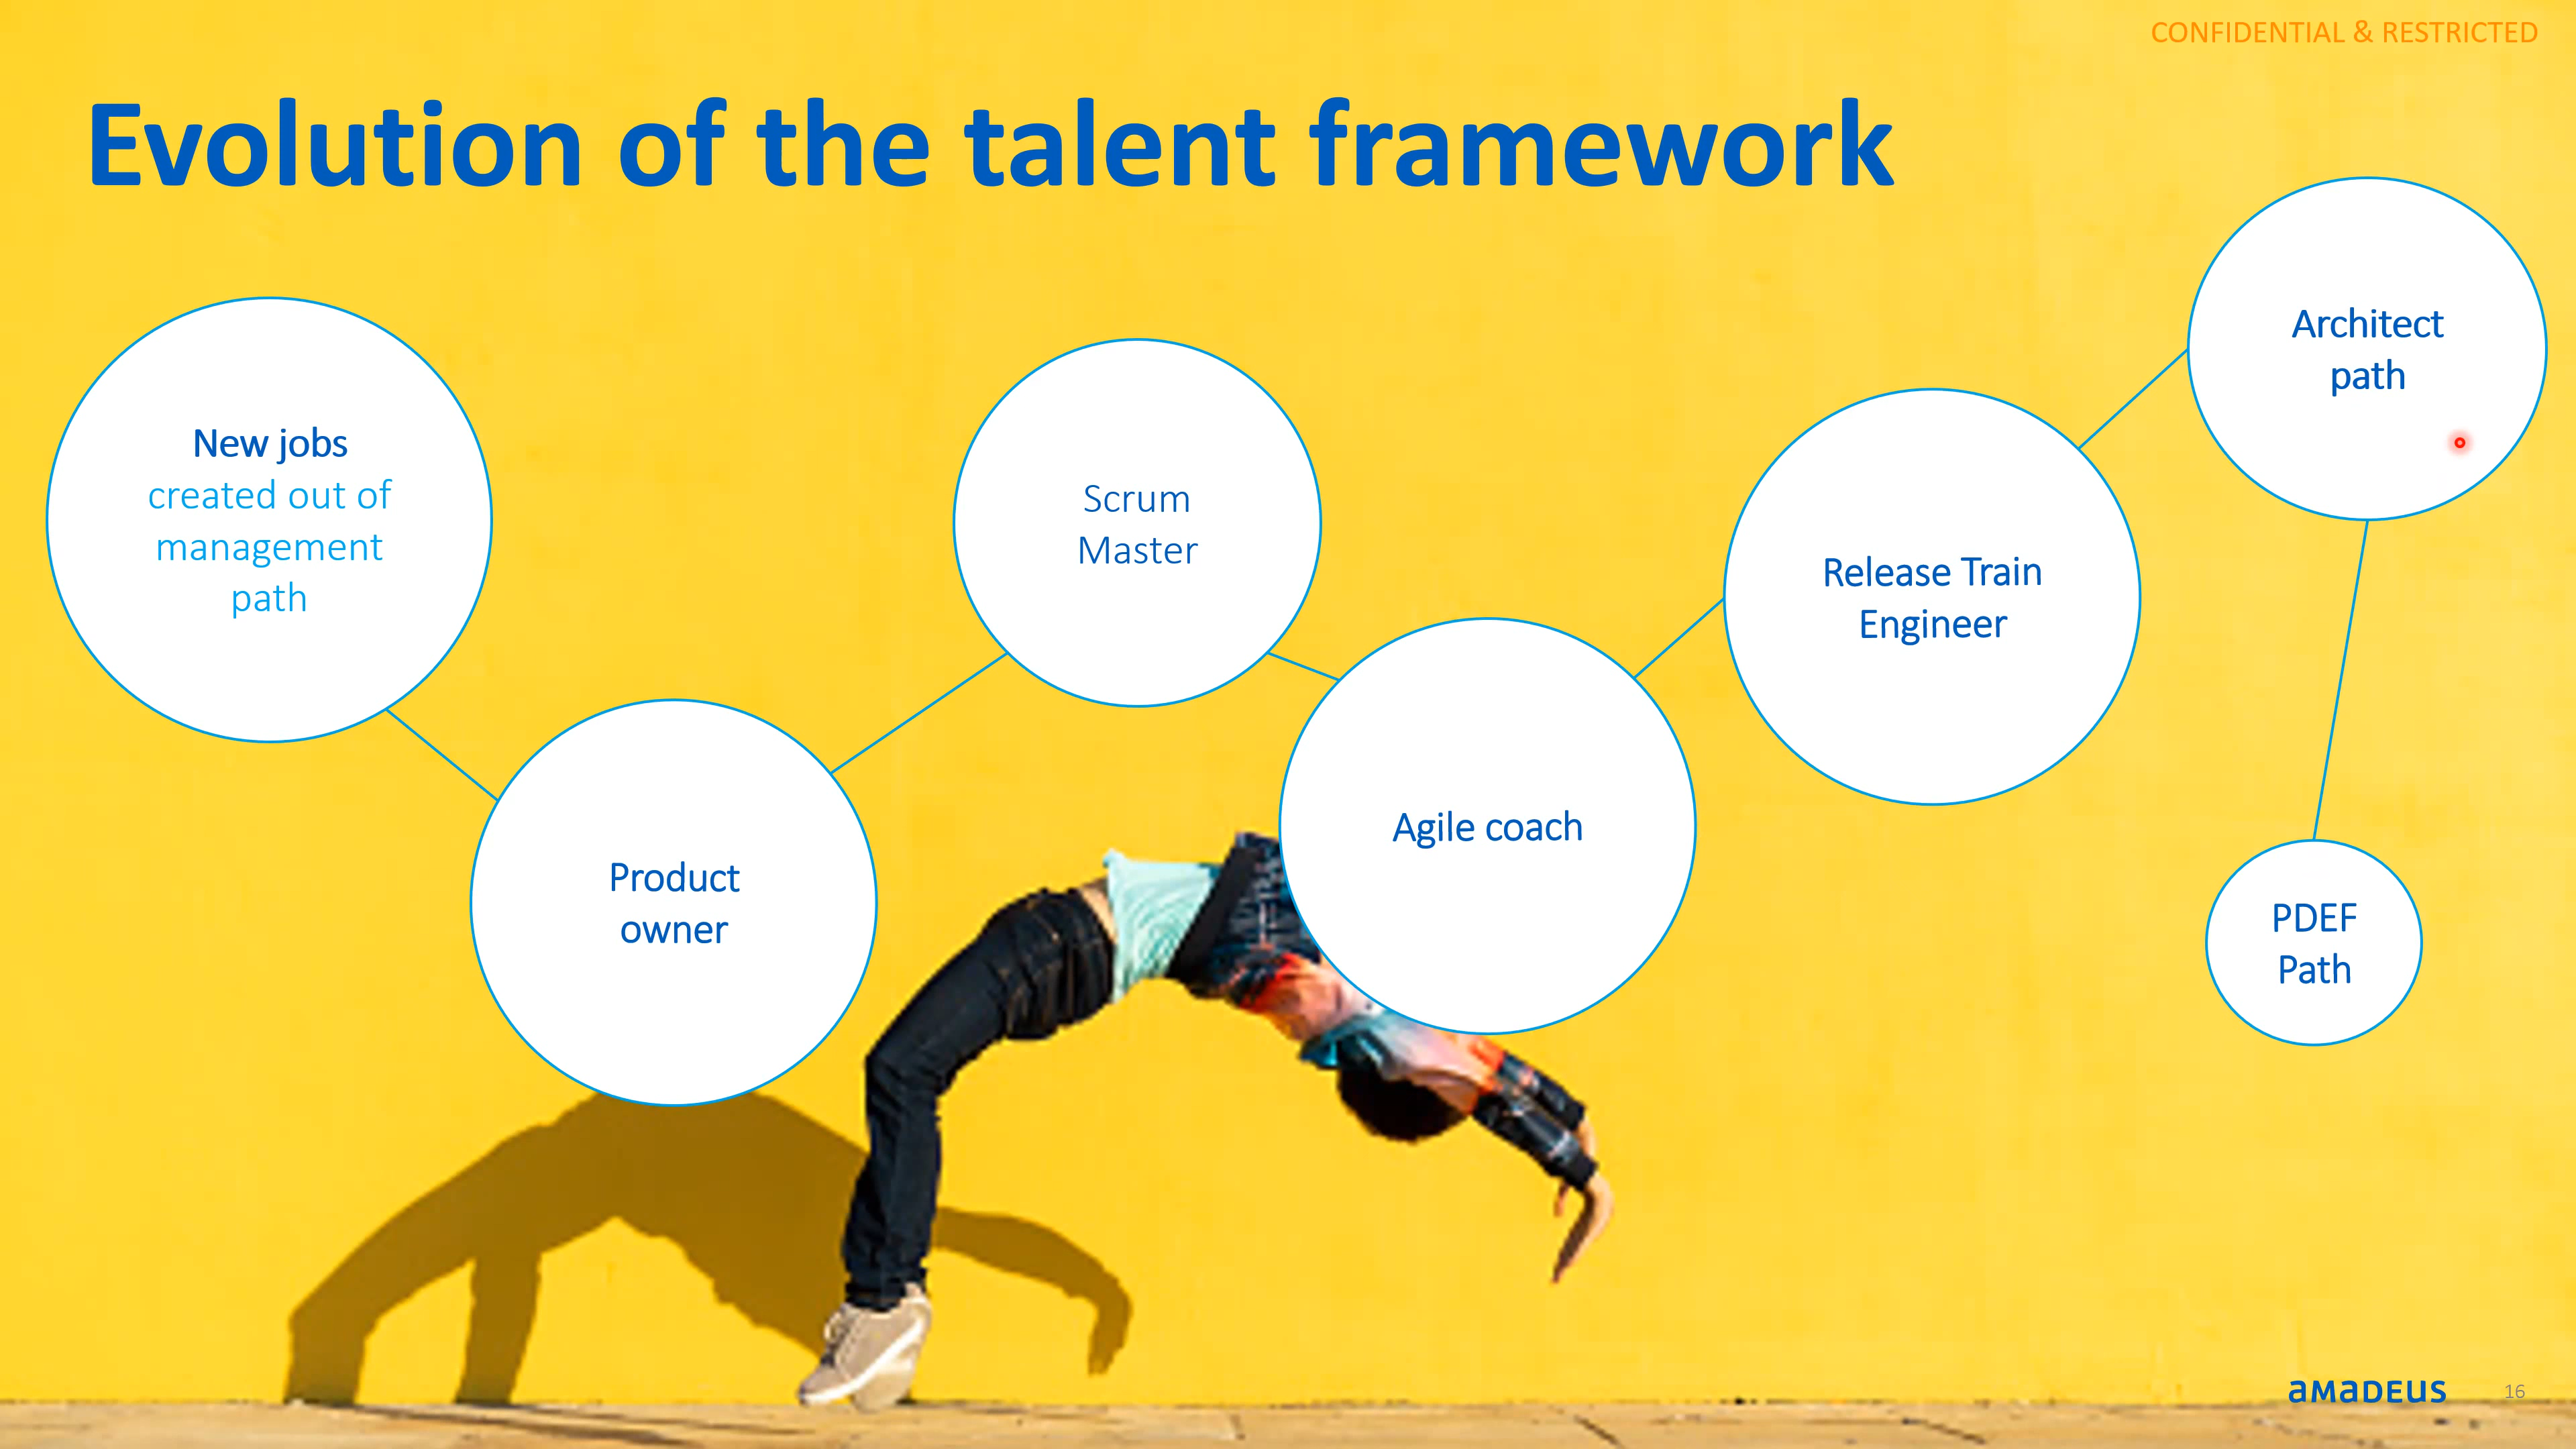 CONFIDENTIAL & RESTRICTED
Evolution of the talent framework
New jobs
created out of
management
path
Product
owner
Scrum
Master
Agile coach
Release Train
Engineer
Architect
path
PDEF
Path
amadeus
16